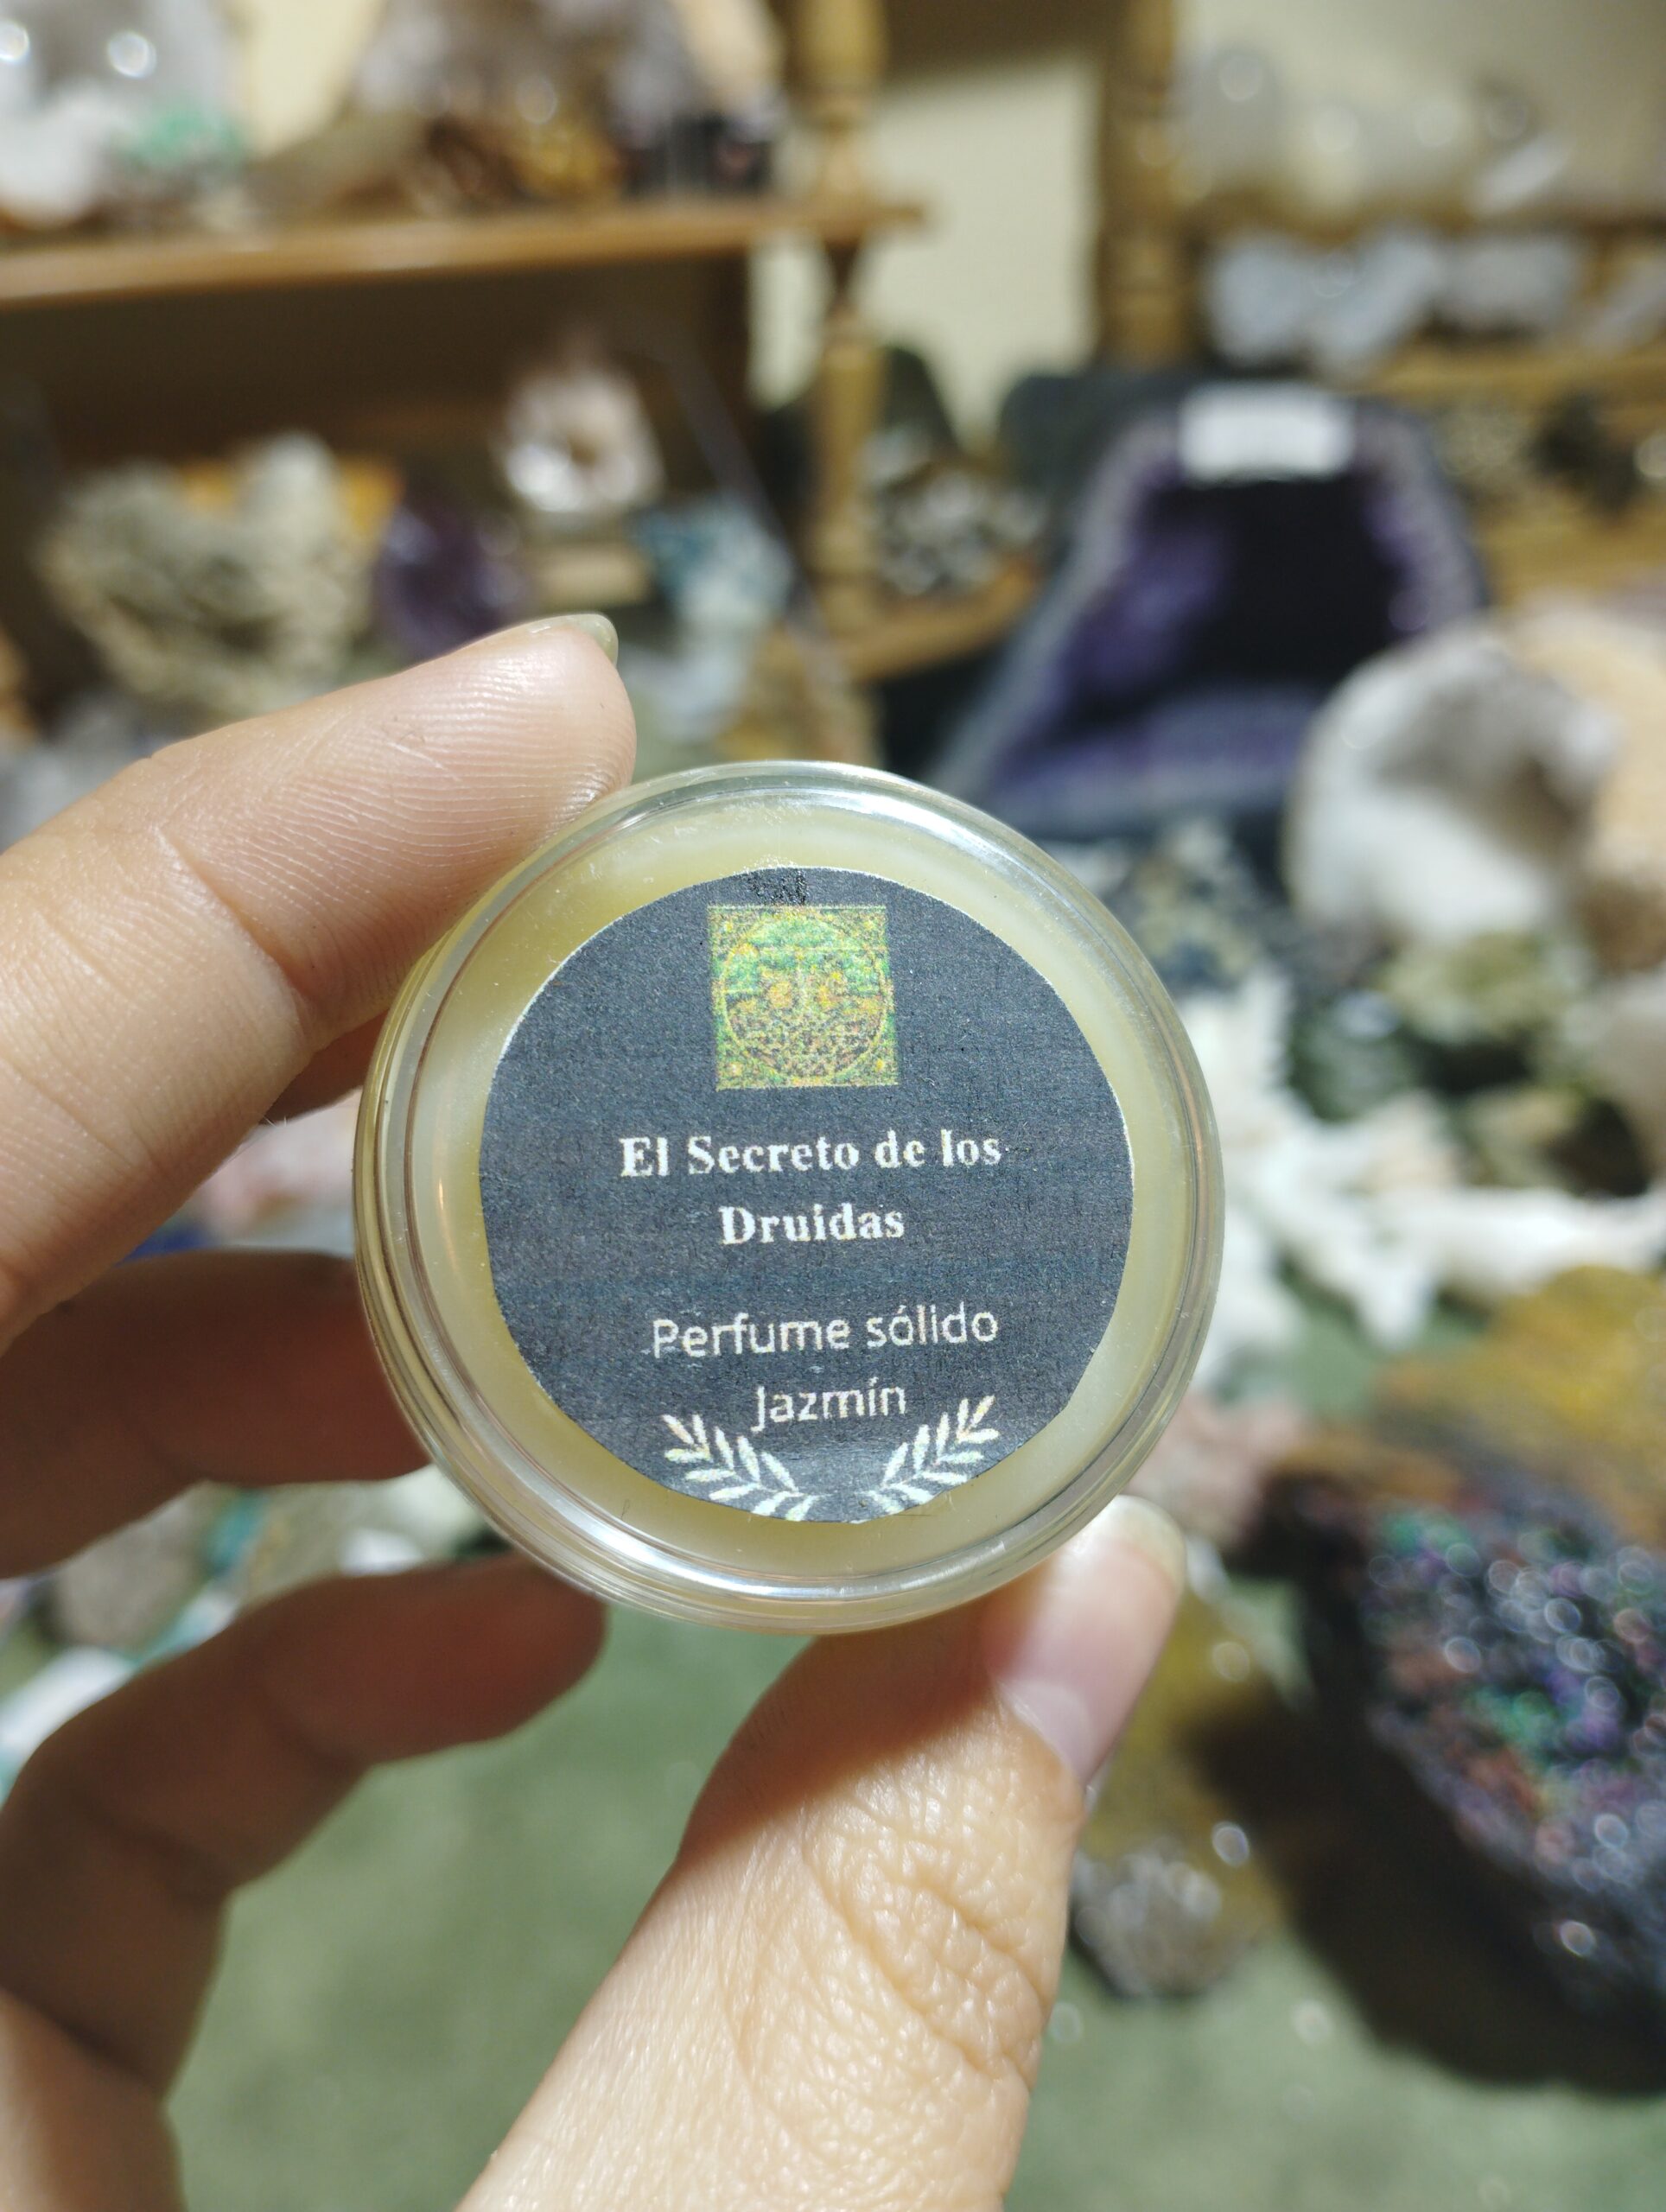 El Secreto de los
Druidas
Perfume sólido
Jazmín